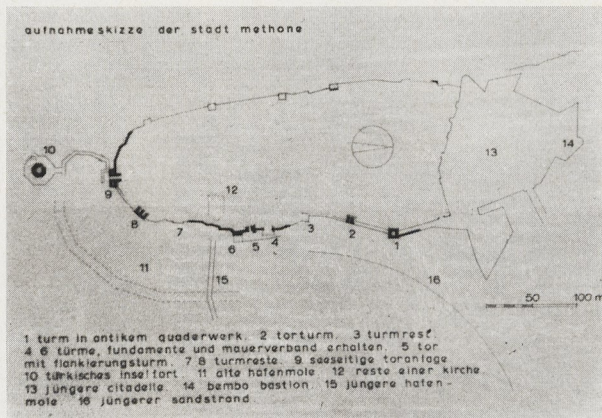 aufnahmeskizze der stadt methone
10
9
8
7
12
6
5
4
3
2
1
11
15
16
13
14
50
100 m
1 turm in antikem quaderwerk. 2 torturm. 3 turmrest.
4 6 türme, fundamente und mauerverband erhalten. 5 tor
mit flankierungsturm. 7 8 turmreste. 9 seeseitige toranlage
10 türkisches inselfort. 11 alte hafenmole. 12 reste einer kirche
13 jüngere citadelle. 14 bembo bastion. 15 jüngere hafen-
mole. 16 jüngerer sandstrand.